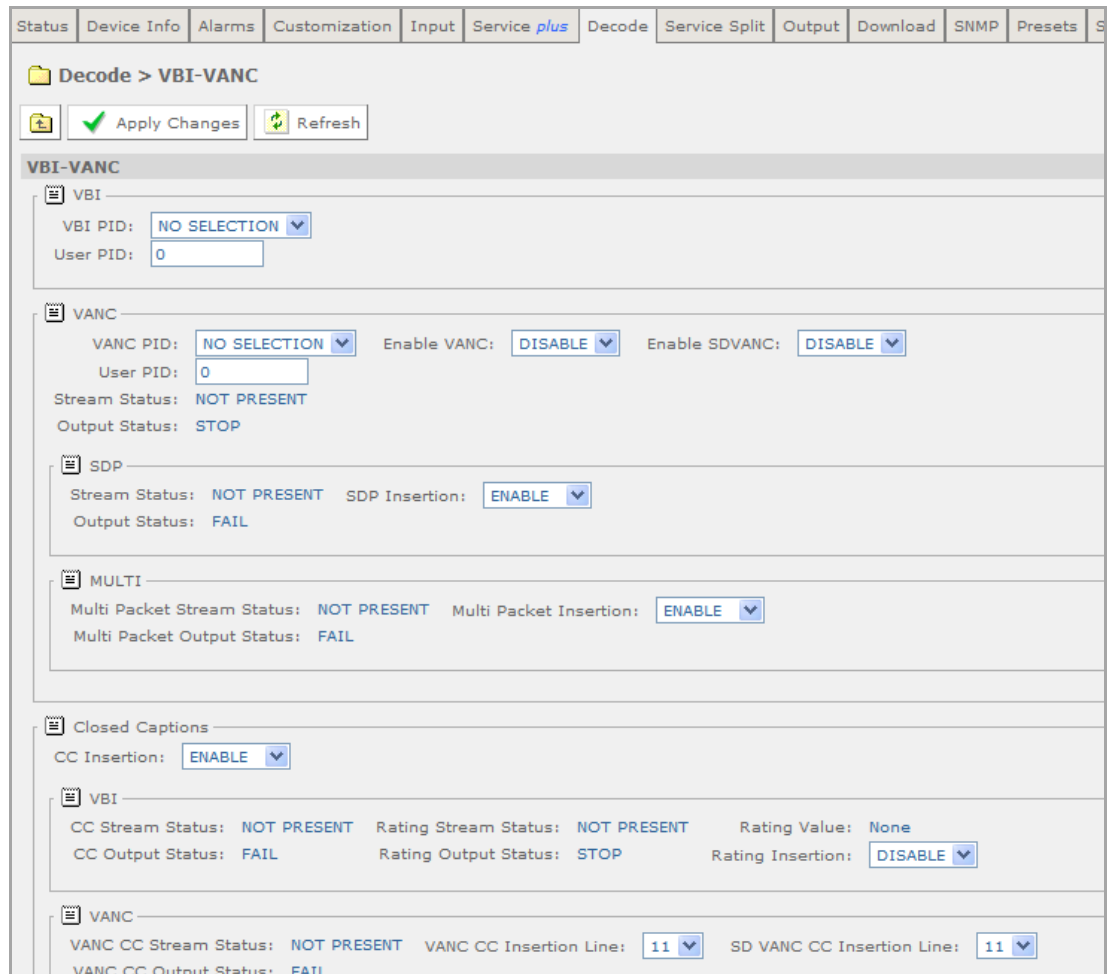 Status Device Info Alarms Customization Input Service plus Decode Service Split Output Download SNMP Presets S
Decode > VBI-VANC
Apply Changes Refresh
VBI-VANC
VBI
VBI PID: NO SELECTION
User PID: 0
VANC
VANC PID: NO SELECTION Enable VANC: DISABLE Enable SDVANC: DISABLE
User PID: 0
Stream Status: NOT PRESENT
Output Status: STOP
SDP
Stream Status: NOT PRESENT SDP Insertion: ENABLE
Output Status: FAIL
MULTI
Multi Packet Stream Status: NOT PRESENT Multi Packet Insertion: ENABLE
Multi Packet Output Status: FAIL
Closed Captions
CC Insertion: ENABLE
VBI
CC Stream Status: NOT PRESENT Rating Stream Status: NOT PRESENT Rating Value: None
CC Output Status: FAIL Rating Output Status: STOP Rating Insertion: DISABLE
VANC
VANC CC Stream Status: NOT PRESENT VANC CC Insertion Line: 11 SD VANC CC Insertion Line: 11
VANC CC Output Status: FAIL